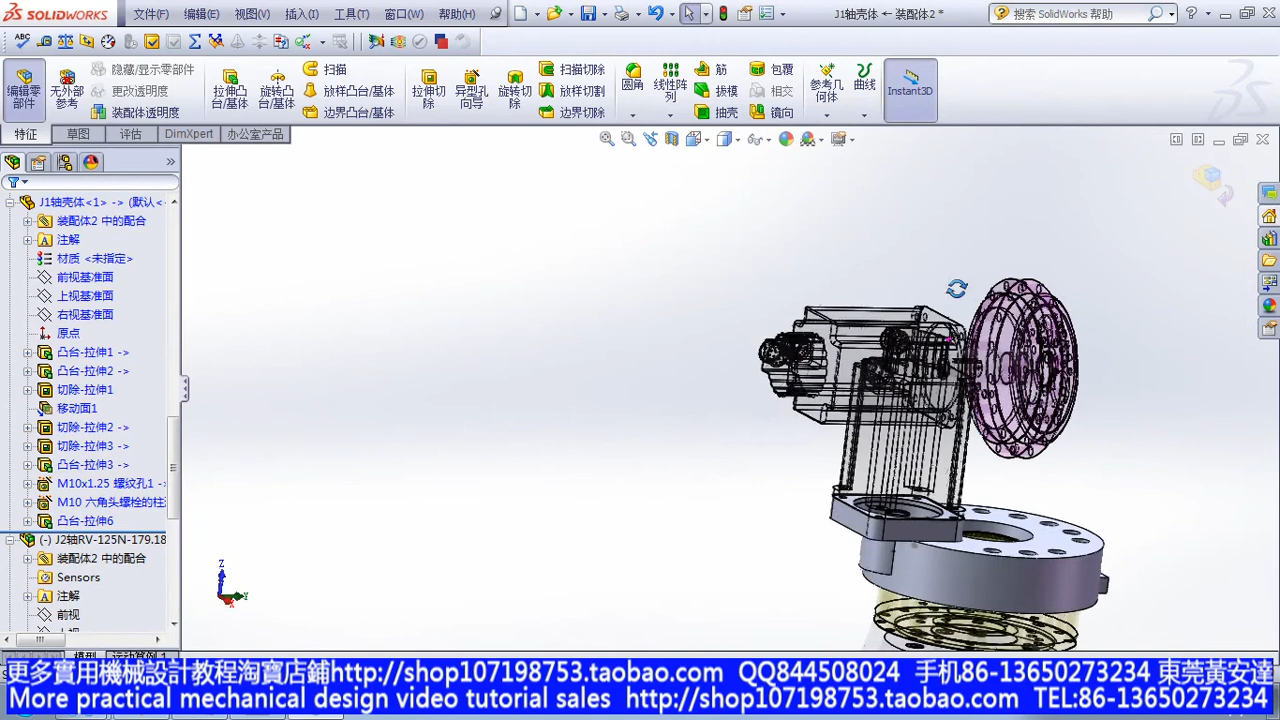 SOLIDWORKS 文件(F) 编辑(E) 视图(V) 插入(I) 工具(T) 窗口(W) 帮助(H) J1轴壳体 ← 装配体2 * 搜索 SolidWorks 帮助
编辑零部件 无外部参考 隐藏/显示零部件 更改透明度 装配体透明度 拉伸凸台/基体 旋转凸台/基体 扫描 放样凸台/基体 边界凸台/基体 拉伸切除 异型孔向导 旋转切除 扫描切除 放样切割 边界切除 圆角 线性阵列 筋 拔模 抽壳 包覆 相交 镜向 参考几何体 曲线 Instant3D
特征 草图 评估 DimXpert 办公室产品
J1轴壳体<1> -> (默认<
装配体2 中的配合
注解
材质 <未指定>
前视基准面
上视基准面
右视基准面
原点
凸台-拉伸1 ->
凸台-拉伸2 ->
切除-拉伸1
移动面1
切除-拉伸2 ->
切除-拉伸3 ->
凸台-拉伸3 ->
M10x1.25 螺纹孔1 -
M10 六角头螺栓的柱
凸台-拉伸6
(-) J2轴RV-125N-179.18
装配体2 中的配合
Sensors
注解
前视
Z
Y
X
模型 运动算例 1
更多實用機械設計教程淘寶店鋪http://shop107198753.taobao.com QQ844508024 手机86-13650273234 東莞黃安達
More practical mechanical design video tutorial sales http://shop107198753.taobao.com TEL:86-13650273234